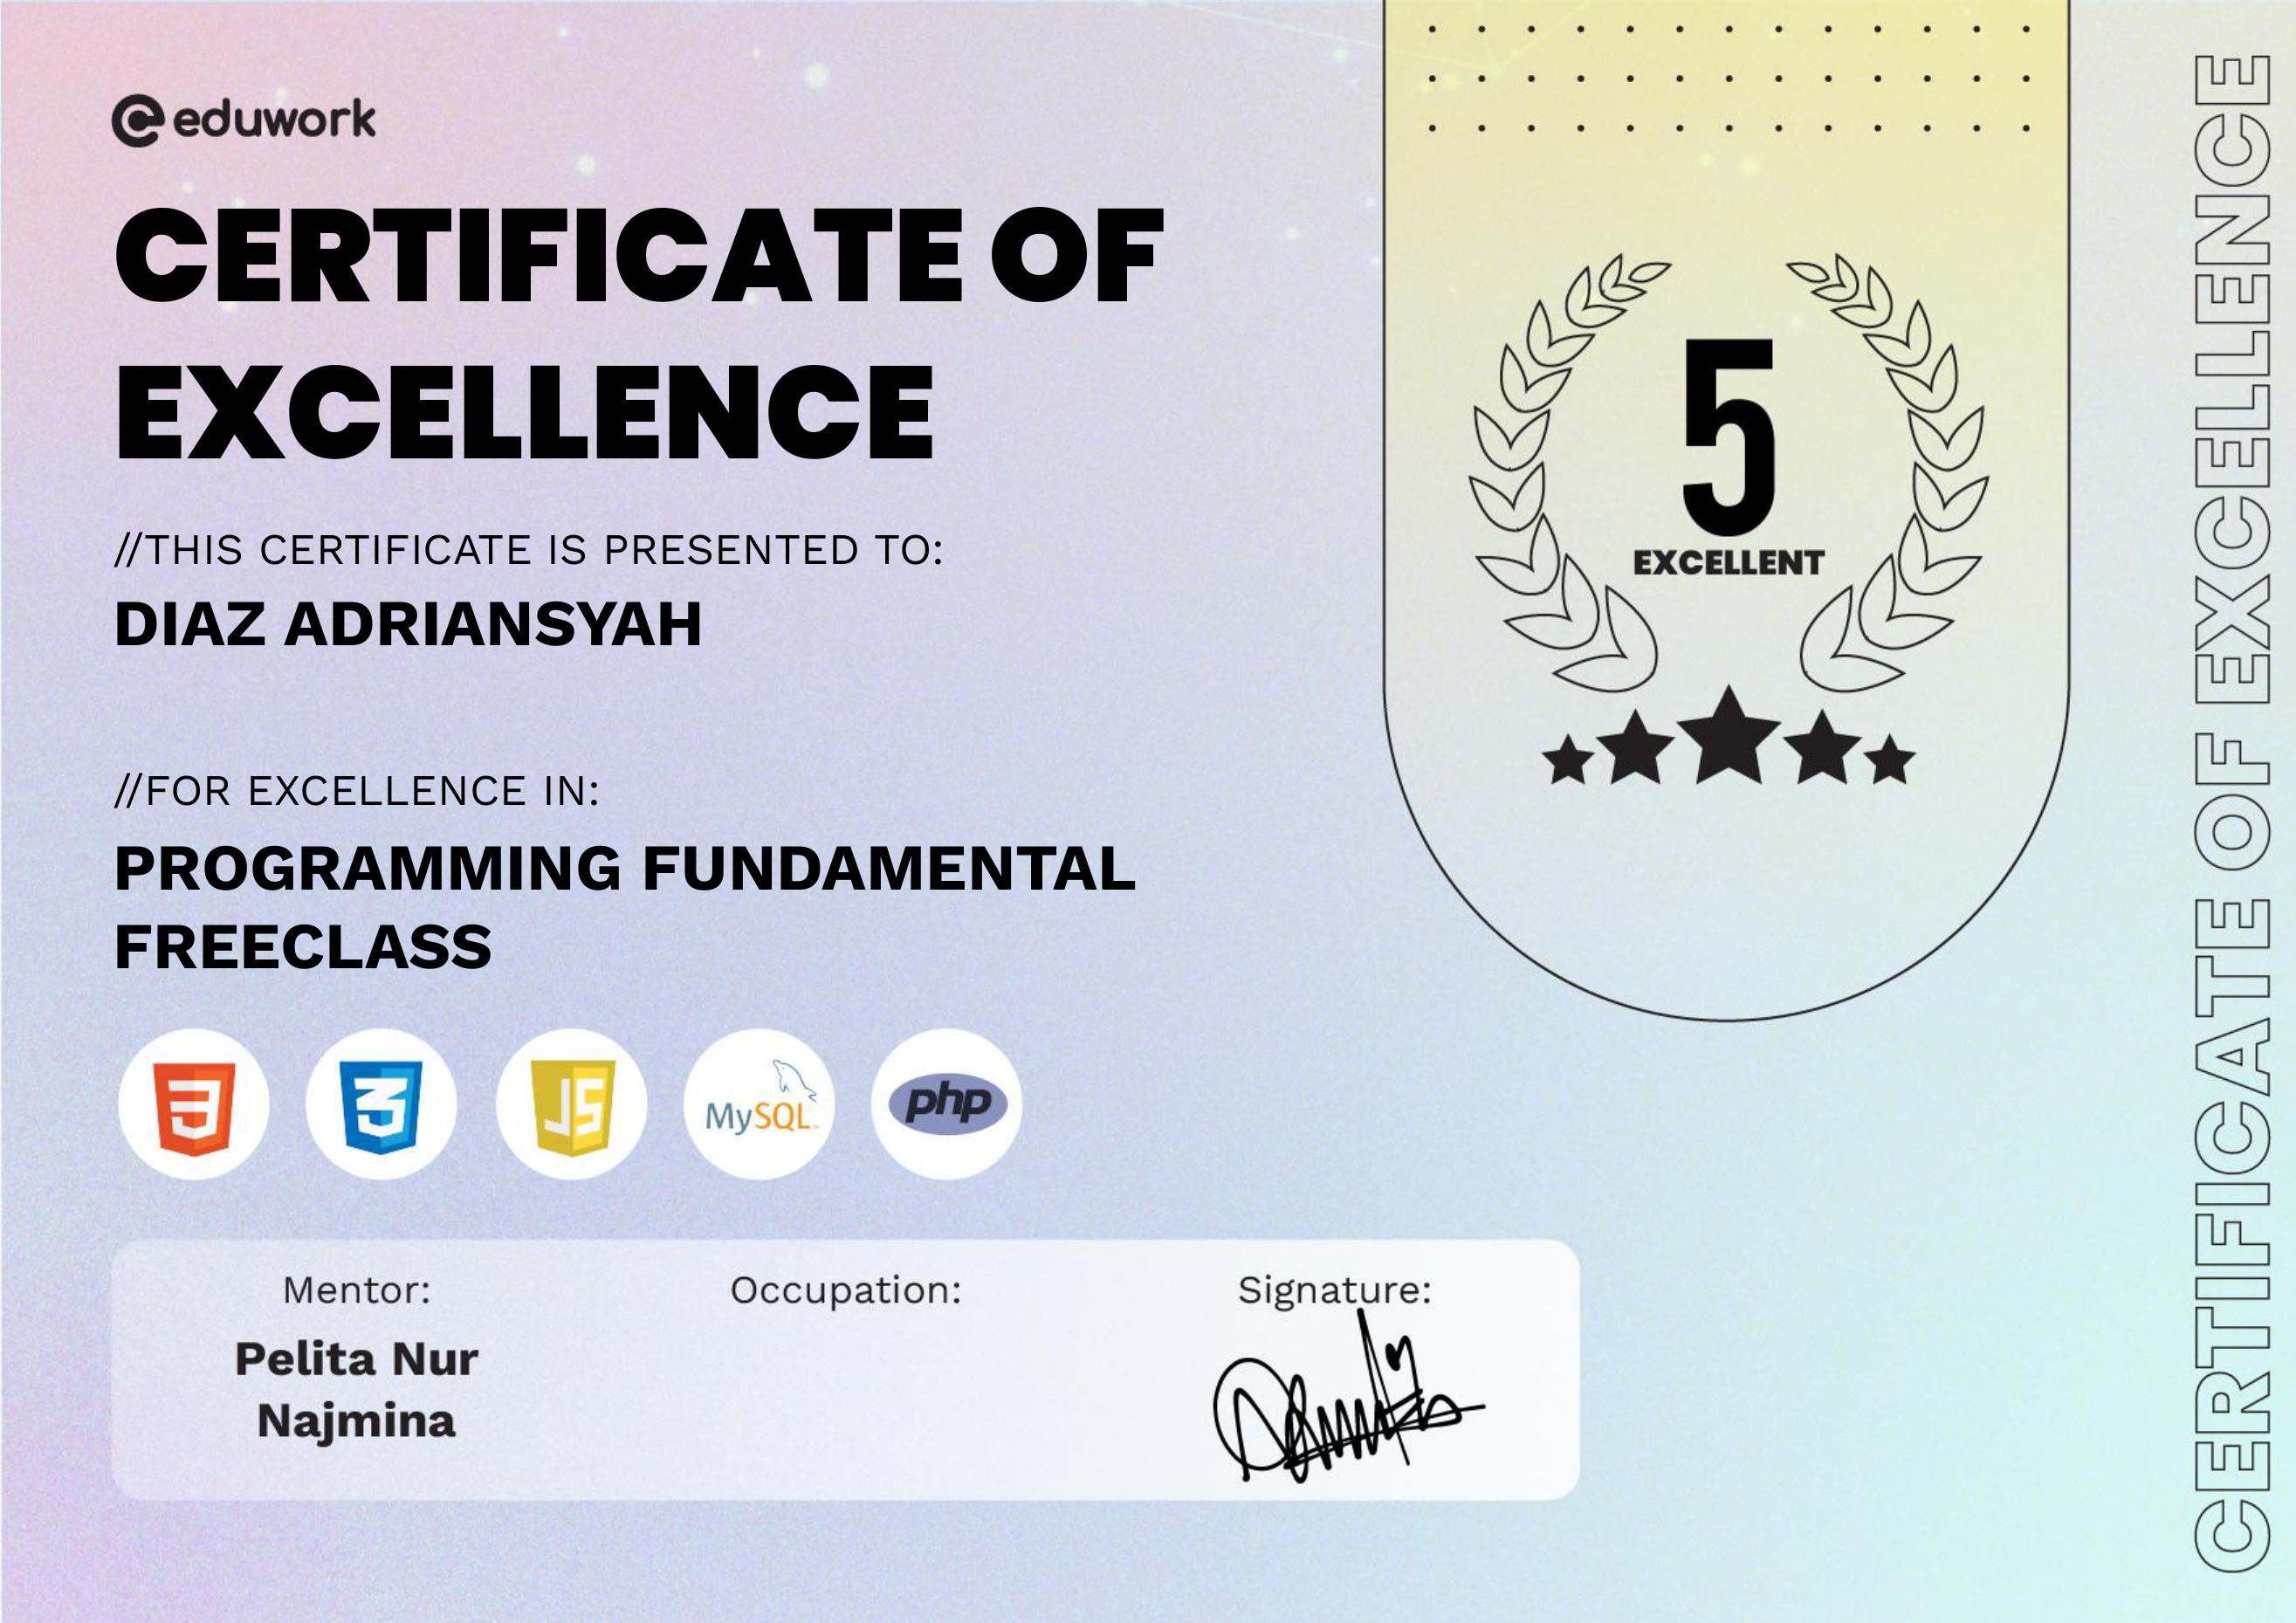 eduwork
CERTIFICATE OF
EXCELLENCE
//THIS CERTIFICATE IS PRESENTED TO:
DIAZ ADRIANSYAH
//FOR EXCELLENCE IN:
PROGRAMMING FUNDAMENTAL
FREECLASS
JS
MySQL
php
Mentor:
Pelita Nur
Najmina
Occupation:
Signature:
5
EXCELLENT
CERTIFICATE OF EXCELLENCE